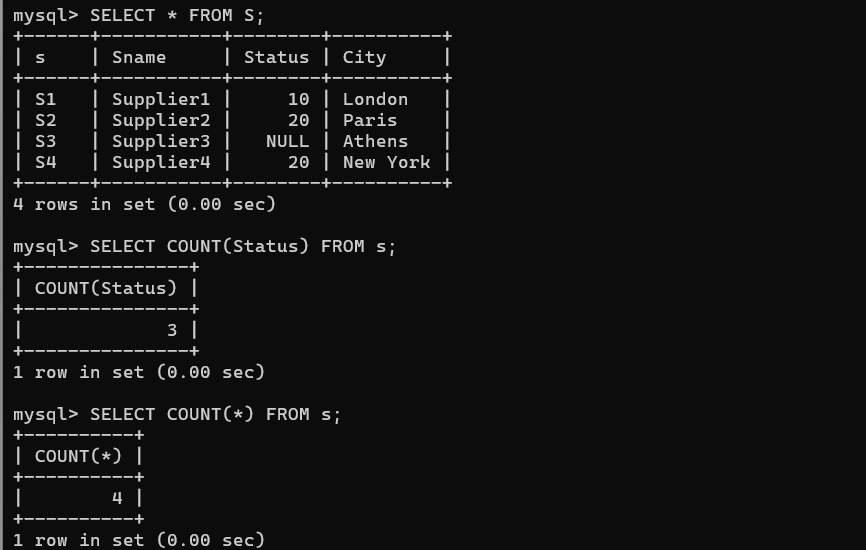 mysql> SELECT * FROM S;
+------+-----------+--------+----------+
| s    | Sname     | Status | City     |
+------+-----------+--------+----------+
| S1   | Supplier1 |     10 | London   |
| S2   | Supplier2 |     20 | Paris    |
| S3   | Supplier3 |   NULL | Athens   |
| S4   | Supplier4 |     20 | New York |
+------+-----------+--------+----------+
4 rows in set (0.00 sec)

mysql> SELECT COUNT(Status) FROM s;
+---------------+
| COUNT(Status) |
+---------------+
|             3 |
+---------------+
1 row in set (0.00 sec)

mysql> SELECT COUNT(*) FROM s;
+----------+
| COUNT(*) |
+----------+
|        4 |
+----------+
1 row in set (0.00 sec)